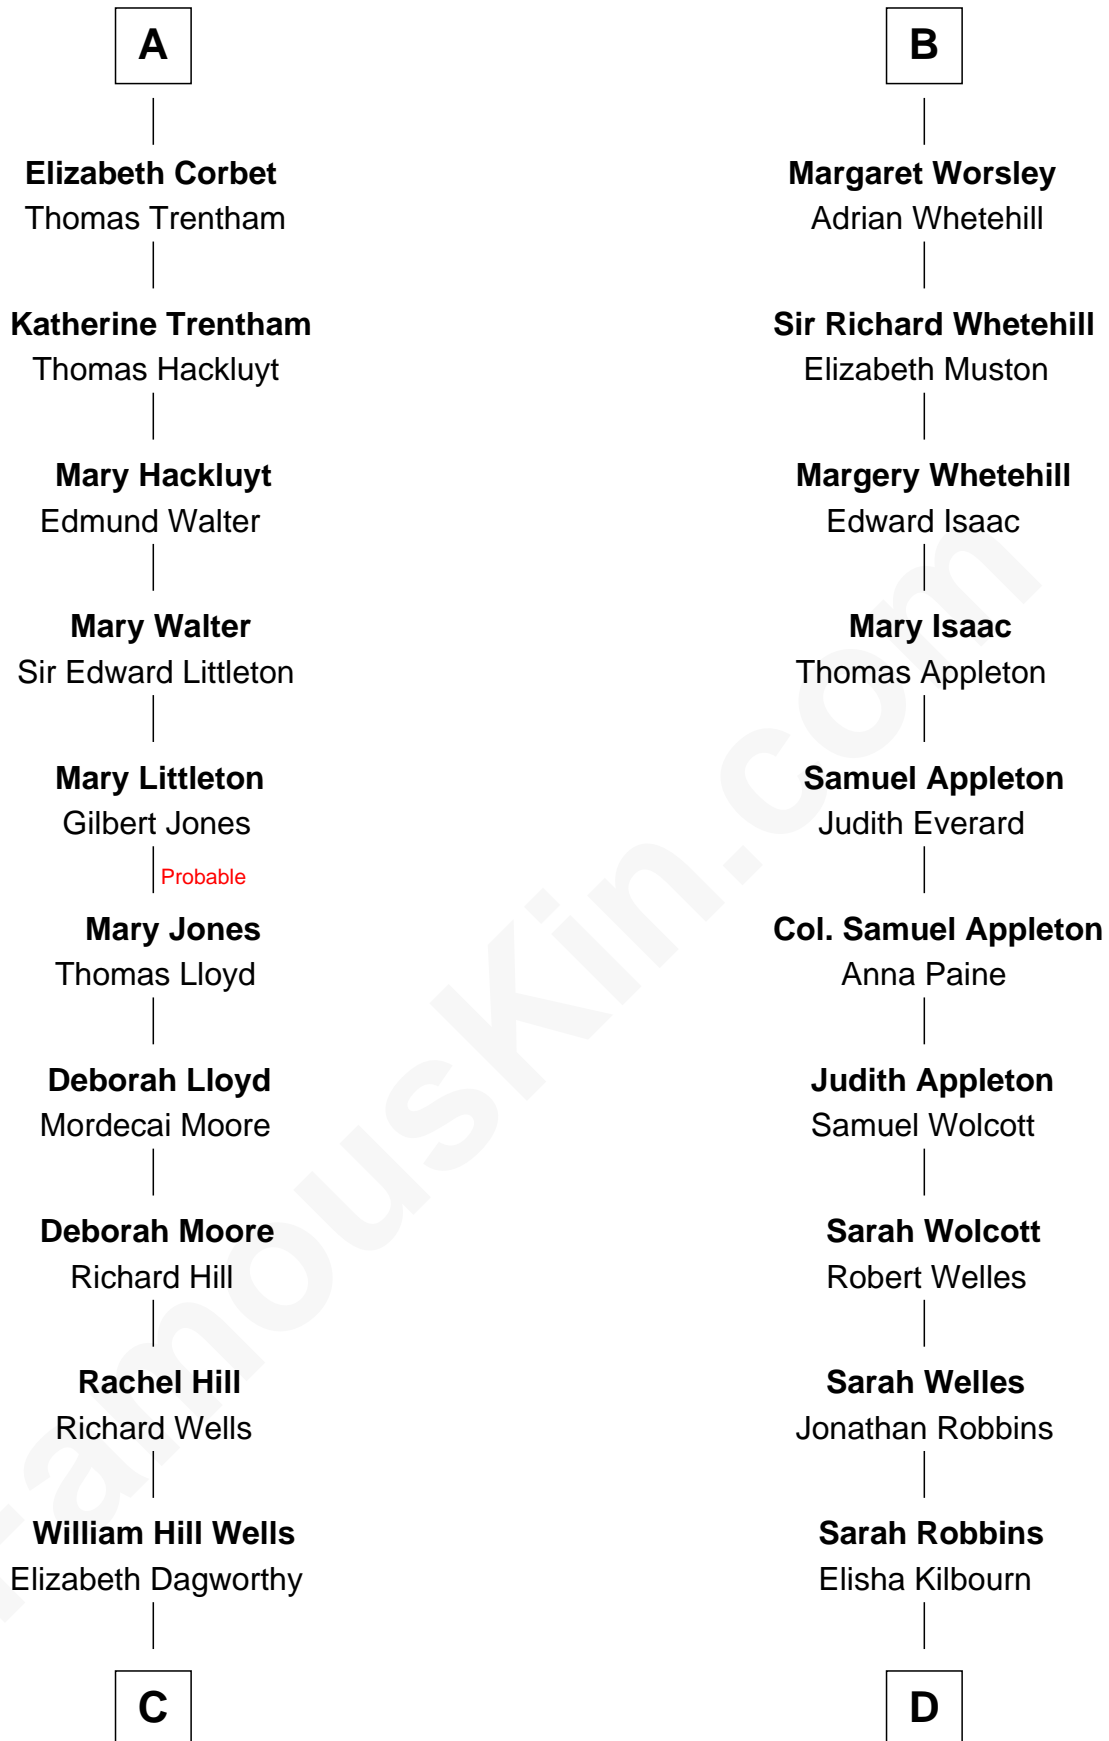 A
Elizabeth Corbet
Thomas Trentham
Katherine Trentham
Thomas Hackluyt
Mary Hackluyt
Edmund Walter
Mary Walter
Sir Edward Littleton
Mary Littleton
Gilbert Jones
Probable
Mary Jones
Thomas Lloyd
Deborah Lloyd
Mordecai Moore
Deborah Moore
Richard Hill
Rachel Hill
Richard Wells
William Hill Wells
Elizabeth Dagworthy
C
B
Margaret Worsley
Adrian Whetehill
Sir Richard Whetehill
Elizabeth Muston
Margery Whetehill
Edward Isaac
Mary Isaac
Thomas Appleton
Samuel Appleton
Judith Everard
Col. Samuel Appleton
Anna Paine
Judith Appleton
Samuel Wolcott
Sarah Wolcott
Robert Welles
Sarah Welles
Jonathan Robbins
Sarah Robbins
Elisha Kilbourn
D
FamousKin.com